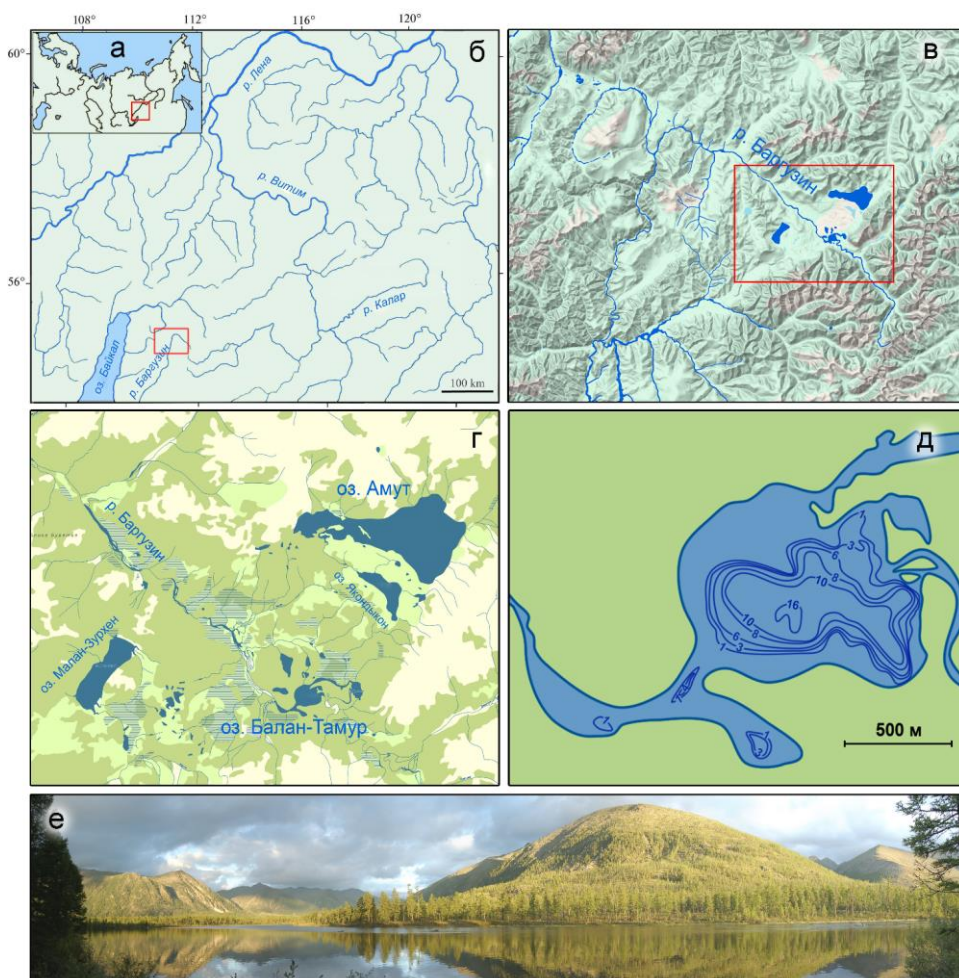 108° 112° 116° 120°
60°
а
б
р. Лена
р. Витим
56°
р. Калар
оз. Байкал
р. Баргузин
100 km
в
р. Баргузин
г
оз. Амут
р. Баргузин
оз. Якондыкон
оз. Малан-Зурхен
оз. Балан-Тамур
д
1
3
6
8
10
16
10
8
6
3
1
500 м
е